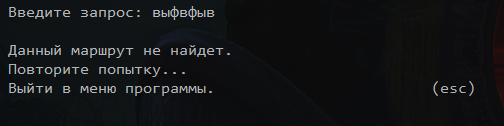 Введите запрос: выфвфыв
Данный маршрут не найдет.
Повторите попытку...
Выйти в меню программы. (esc)